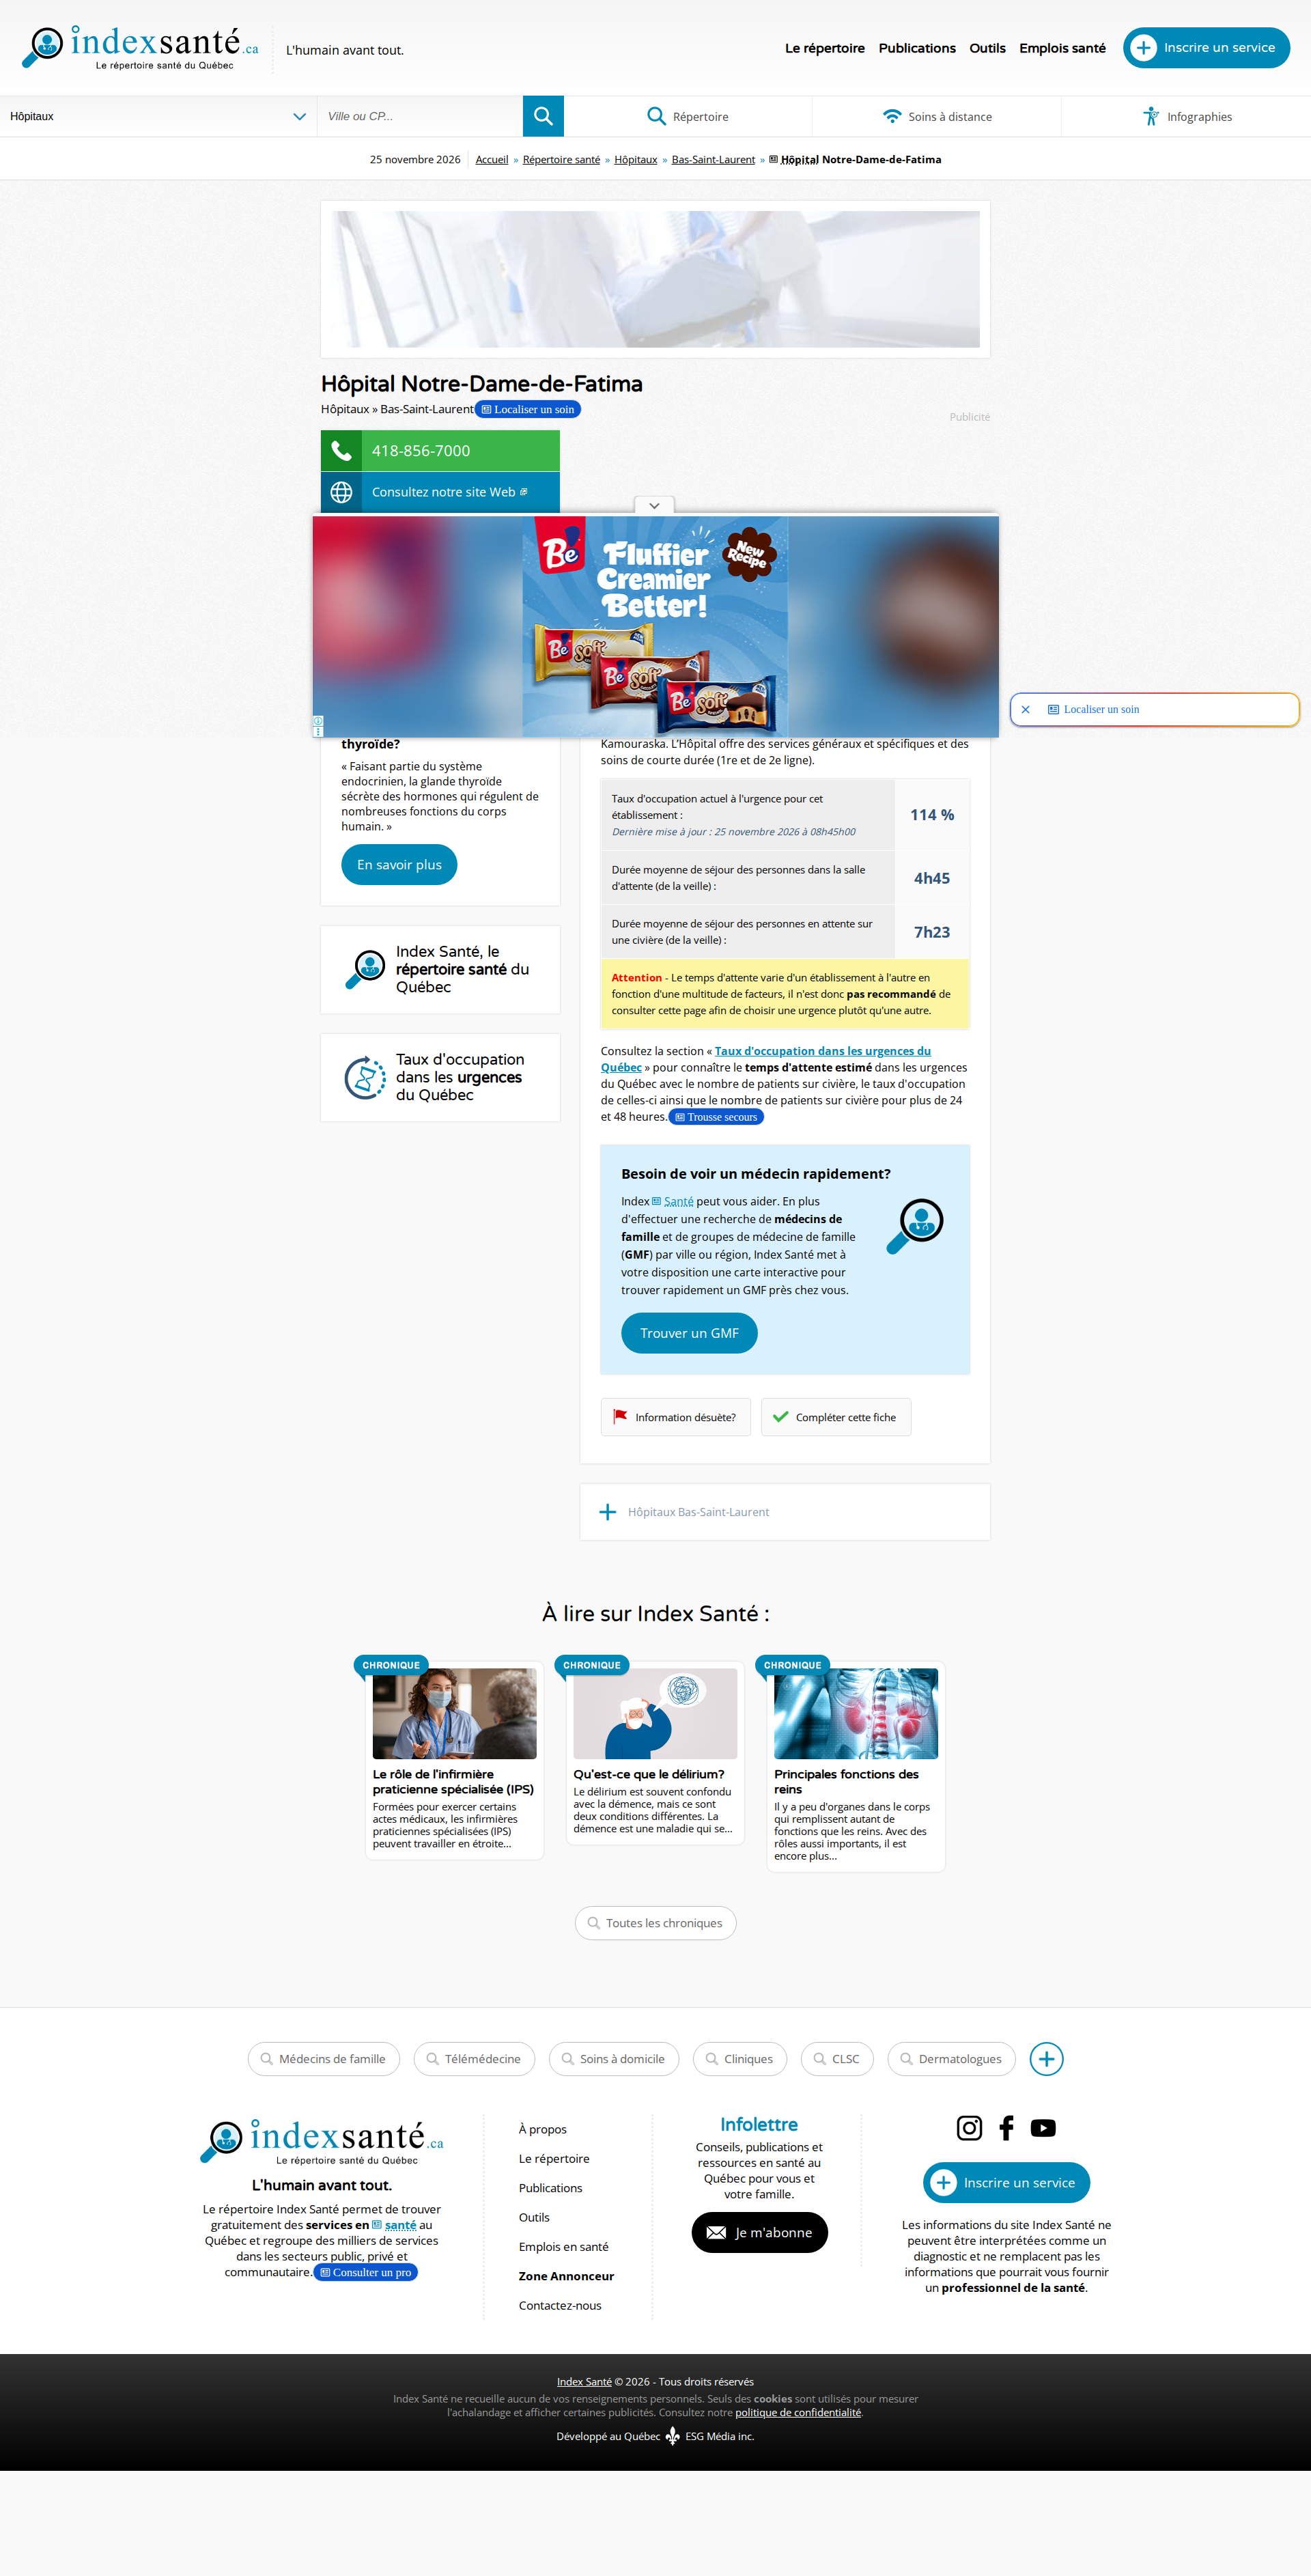 indexsanté.ca
Le répertoire santé du Québec
L'humain avant tout.
Le répertoire
Publications
Outils
Emplois santé
Inscrire un service
Hôpitaux
Ville ou CP...
Répertoire
Soins à distance
Infographies
25 novembre 2026
Accueil » Répertoire santé » Hôpitaux » Bas-Saint-Laurent » Hôpital Notre-Dame-de-Fatima
Hôpital Notre-Dame-de-Fatima
Hôpitaux » Bas-Saint-Laurent Localiser un soin
Publicité
418-856-7000
Consultez notre site Web
Be!
Fluffier
Creamier
Better!
New
Recipe
Be! Soft
Be! Soft
Be! Soft
Localiser un soin
thyroïde?
« Faisant partie du système
endocrinien, la glande thyroïde
sécrète des hormones qui régulent de
nombreuses fonctions du corps
humain. »
En savoir plus
Index Santé, le
répertoire santé du
Québec
Taux d'occupation
dans les urgences
du Québec
Kamouraska. L'Hôpital offre des services généraux et spécifiques et des
soins de courte durée (1re et de 2e ligne).
Taux d'occupation actuel à l'urgence pour cet
établissement :
Dernière mise à jour : 25 novembre 2026 à 08h45h00
114 %
Durée moyenne de séjour des personnes dans la salle
d'attente (de la veille) :
4h45
Durée moyenne de séjour des personnes en attente sur
une civière (de la veille) :
7h23
Attention - Le temps d'attente varie d'un établissement à l'autre en
fonction d'une multitude de facteurs, il n'est donc pas recommandé de
consulter cette page afin de choisir une urgence plutôt qu'une autre.
Consultez la section « Taux d'occupation dans les urgences du
Québec » pour connaître le temps d'attente estimé dans les urgences
du Québec avec le nombre de patients sur civière, le taux d'occupation
de celles-ci ainsi que le nombre de patients sur civière pour plus de 24
et 48 heures. Trousse secours
Besoin de voir un médecin rapidement?
Index Santé peut vous aider. En plus
d'effectuer une recherche de médecins de
famille et de groupes de médecine de famille
(GMF) par ville ou région, Index Santé met à
votre disposition une carte interactive pour
trouver rapidement un GMF près chez vous.
Trouver un GMF
Information désuète?
Compléter cette fiche
Hôpitaux Bas-Saint-Laurent
À lire sur Index Santé :
CHRONIQUE
Le rôle de l'infirmière
praticienne spécialisée (IPS)
Formées pour exercer certains
actes médicaux, les infirmières
praticiennes spécialisées (IPS)
peuvent travailler en étroite...
CHRONIQUE
Qu'est-ce que le délirium?
Le délirium est souvent confondu
avec la démence, mais ce sont
deux conditions différentes. La
démence est une maladie qui se...
CHRONIQUE
Principales fonctions des
reins
Il y a peu d'organes dans le corps
qui remplissent autant de
fonctions que les reins. Avec des
rôles aussi importants, il est
encore plus...
Toutes les chroniques
Médecins de famille
Télémédecine
Soins à domicile
Cliniques
CLSC
Dermatologues
indexsanté.ca
Le répertoire santé du Québec
L'humain avant tout.
Le répertoire Index Santé permet de trouver
gratuitement des services en santé au
Québec et regroupe des milliers de services
dans les secteurs public, privé et
communautaire. Consulter un pro
À propos
Le répertoire
Publications
Outils
Emplois en santé
Zone Annonceur
Contactez-nous
Infolettre
Conseils, publications et
ressources en santé au
Québec pour vous et
votre famille.
Je m'abonne
Inscrire un service
Les informations du site Index Santé ne
peuvent être interprétées comme un
diagnostic et ne remplacent pas les
informations que pourrait vous fournir
un professionnel de la santé.
Index Santé © 2026 - Tous droits réservés
Index Santé ne recueille aucun de vos renseignements personnels. Seuls des cookies sont utilisés pour mesurer
l'achalandage et afficher certaines publicités. Consultez notre politique de confidentialité.
Développé au Québec ESG Média inc.